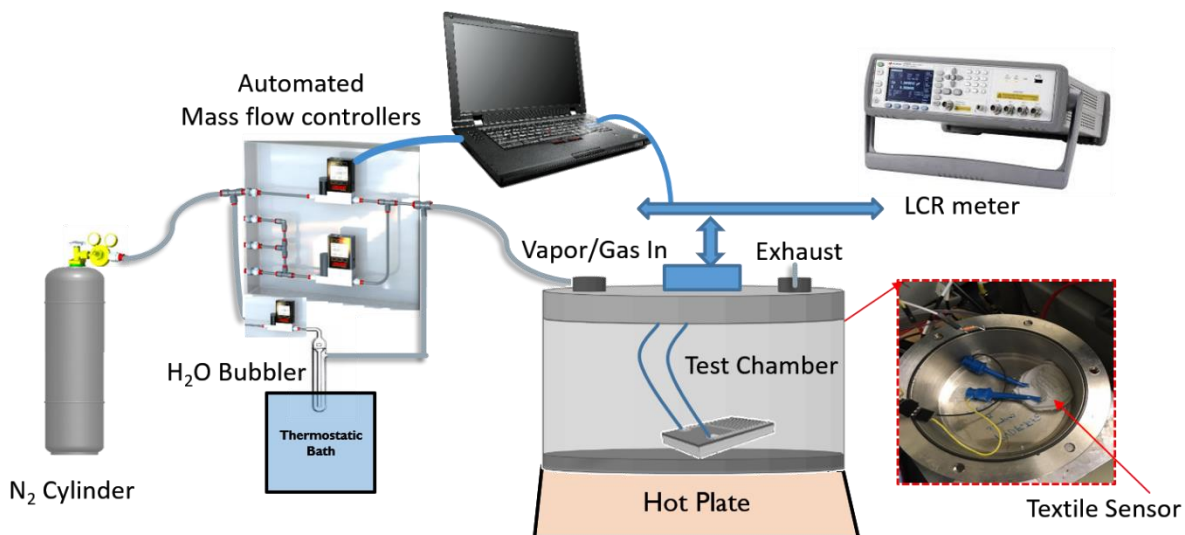 Automated
Mass flow controllers
LCR meter
Vapor/Gas In
Exhaust
Test Chamber
H₂O Bubbler
Thermostatic
Bath
N₂ Cylinder
Hot Plate
Textile Sensor